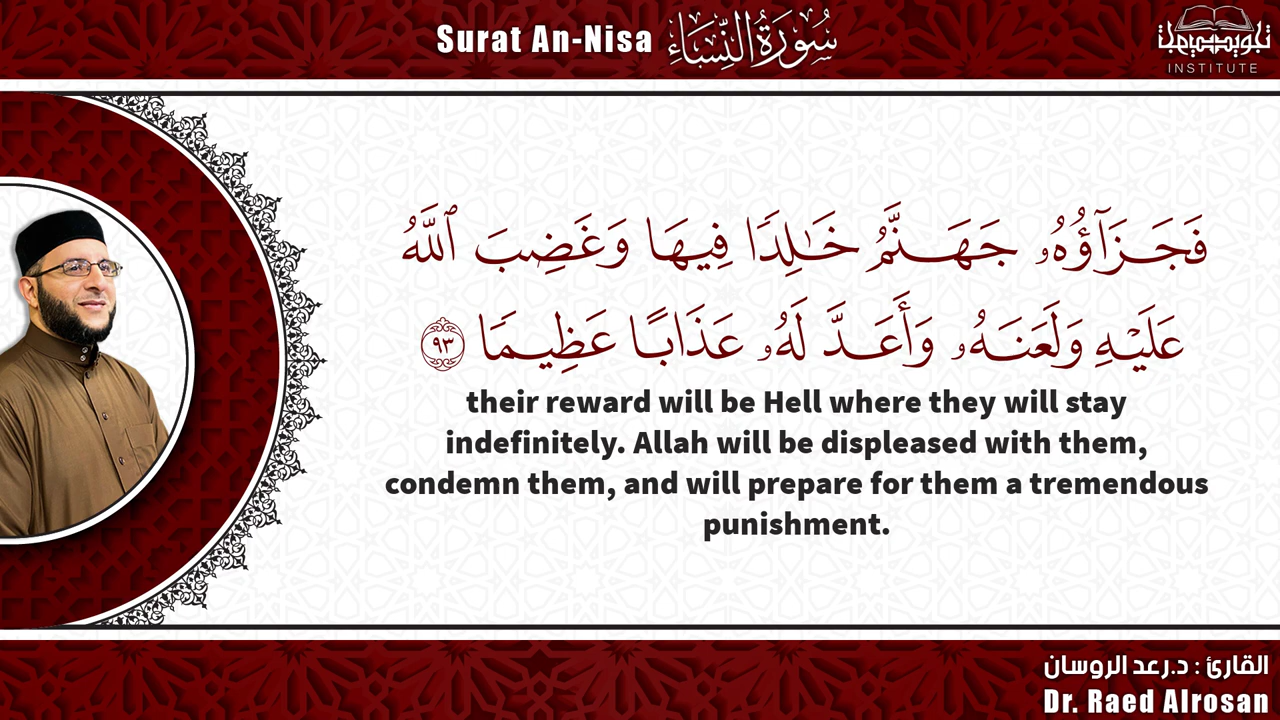 Surat An-Nisa سُورَةُ النِّسَاءِ
INSTITUTE
فَجَزَآؤُهُۥ جَهَنَّمُ خَٰلِدًا فِيهَا وَغَضِبَ ٱللَّهُ
عَلَيْهِ وَلَعَنَهُۥ وَأَعَدَّ لَهُۥ عَذَابًا عَظِيمًا ٩٣
their reward will be Hell where they will stay
indefinitely. Allah will be displeased with them,
condemn them, and will prepare for them a tremendous
punishment.
القارئ : د.رعد الروسان
Dr. Raed Alrosan